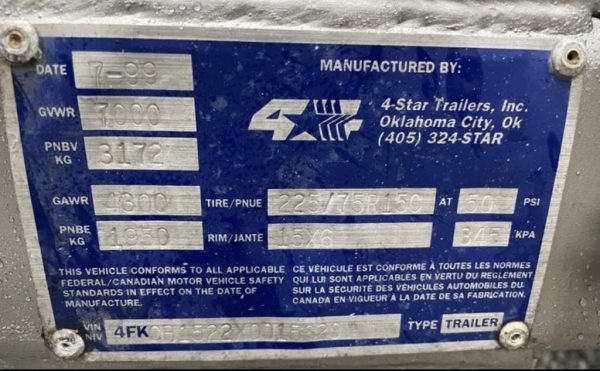 DATE 7-99
MANUFACTURED BY:
GVWR 7000
4-Star Trailers, Inc.
Oklahoma City, Ok
(405) 324-STAR
PNBV KG 3172
GAWR 4300 TIRE/PNUE 225/75R15C AT 50 PSI
PNBE KG 1950 RIM/JANTE 15X6 345 KPA
THIS VEHICLE CONFORMS TO ALL APPLICABLE
FEDERAL/CANADIAN MOTOR VEHICLE SAFETY
STANDARDS IN EFFECT ON THE DATE OF
MANUFACTURE.
CE VÉHICULE EST CONFORME À TOUTES LES NORMES
QUI LUI SONT APPLICABLES EN VERTU DU RÈGLEMENT
SUR LA SÉCURITÉ DES VÉHICULES AUTOMOBILES DU
CANADA EN VIGUEUR À LA DATE DE SA FABRICATION.
VIN
NIV
TYPE TRAILER